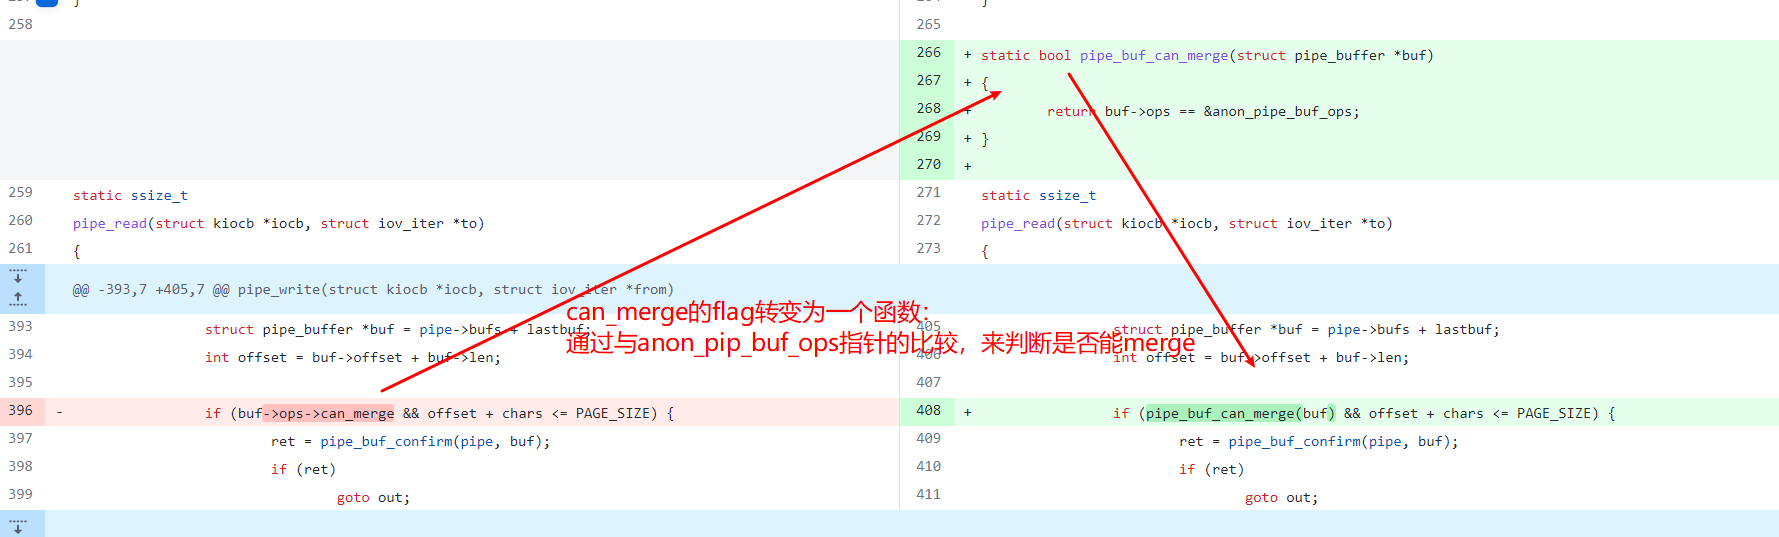 258
265
266 + static bool pipe_buf_can_merge(struct pipe_buffer *buf)
267 + {
268 + return buf->ops == &anon_pipe_buf_ops;
269 + }
270 +
259 static ssize_t
271 static ssize_t
260 pipe_read(struct kiocb *iocb, struct iov_iter *to)
272 pipe_read(struct kiocb *iocb, struct iov_iter *to)
261 {
273 {
@@ -393,7 +405,7 @@ pipe_write(struct kiocb *iocb, struct iov_iter *from)
can_merge的flag转变为一个函数：
通过与anon_pip_buf_ops指针的比较，来判断是否能merge
393 struct pipe_buffer *buf = pipe->bufs + lastbuf;
405 struct pipe_buffer *buf = pipe->bufs + lastbuf;
394 int offset = buf->offset + buf->len;
406 int offset = buf->offset + buf->len;
395
407
396 - if (buf->ops->can_merge && offset + chars <= PAGE_SIZE) {
408 + if (pipe_buf_can_merge(buf) && offset + chars <= PAGE_SIZE) {
397 ret = pipe_buf_confirm(pipe, buf);
409 ret = pipe_buf_confirm(pipe, buf);
398 if (ret)
410 if (ret)
399 goto out;
411 goto out;